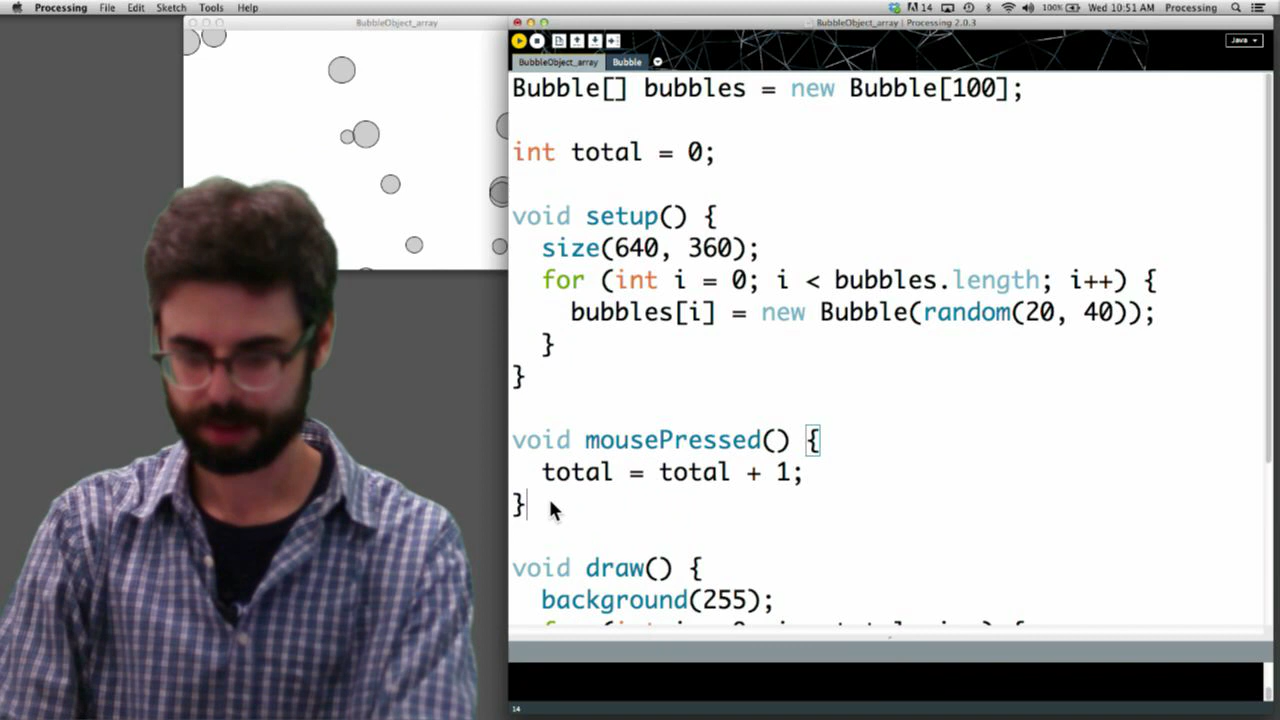 Processing File Edit Sketch Tools Help
14 100% Wed 10:51 AM Processing
BubbleObject_array
BubbleObject_array | Processing 2.0.3
Java
BubbleObject_array Bubble
Bubble[] bubbles = new Bubble[100];
int total = 0;
void setup() {
size(640, 360);
for (int i = 0; i < bubbles.length; i++) {
bubbles[i] = new Bubble(random(20, 40));
}
}
void mousePressed() {
total = total + 1;
}
void draw() {
background(255);
14